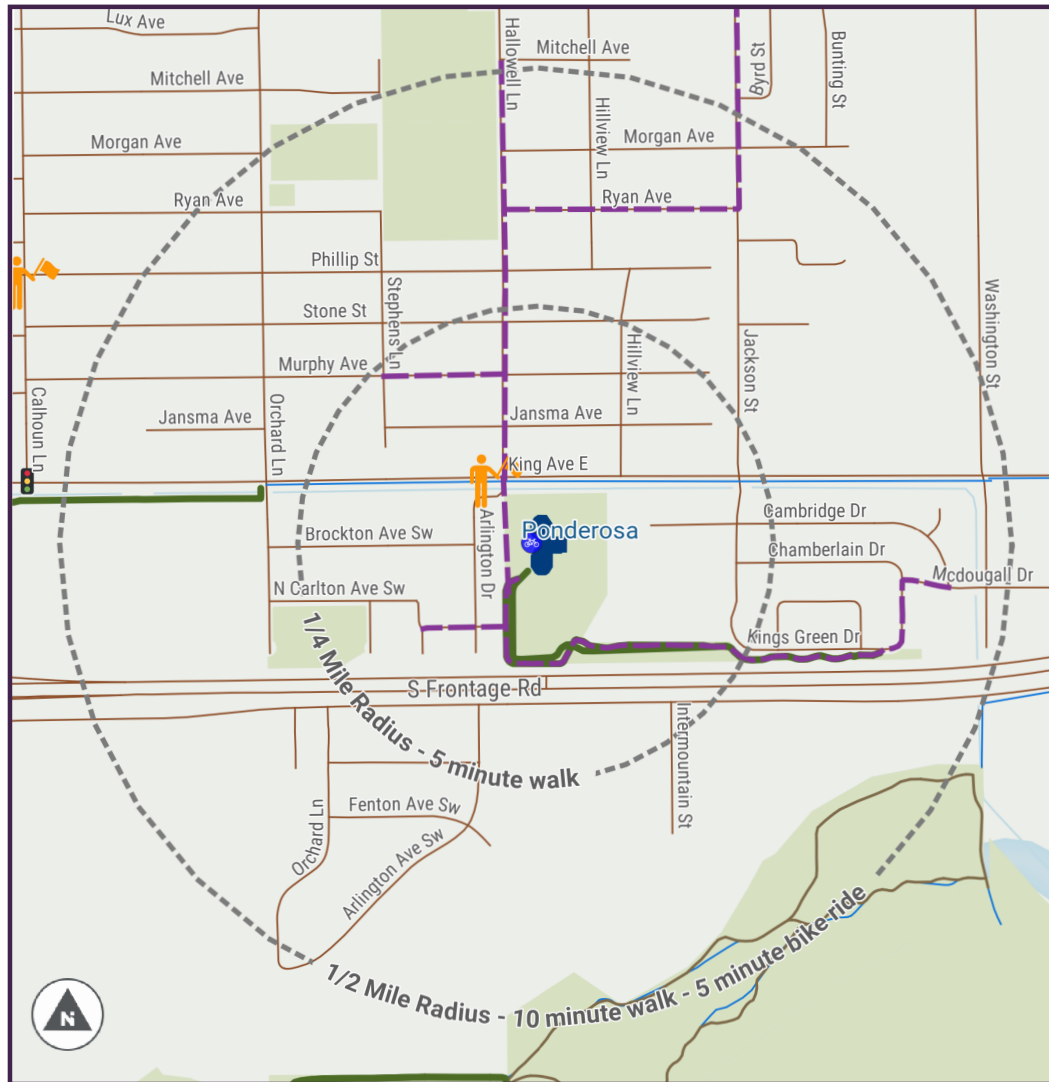 Lux Ave
Hallowell Ln
Mitchell Ave
Byrd St
Bunting St
Mitchell Ave
Hillview Ln
Morgan Ave
Morgan Ave
Ryan Ave
Ryan Ave
Phillip St
Stephens Ln
Washington St
Stone St
Hillview Ln
Jackson St
Murphy Ave
Calhoun Ln
Orchard Ln
Jansma Ave
Jansma Ave
King Ave E
Arlington Dr
Cambridge Dr
Ponderosa
Brockton Ave Sw
Chamberlain Dr
Mcdougall Dr
N Carlton Ave Sw
Kings Green Dr
1/4 Mile Radius - 5 minute walk
S Frontage Rd
Intermountain St
Orchard Ln
Fenton Ave Sw
Arlington Ave Sw
1/2 Mile Radius - 10 minute walk - 5 minute bike ride
N